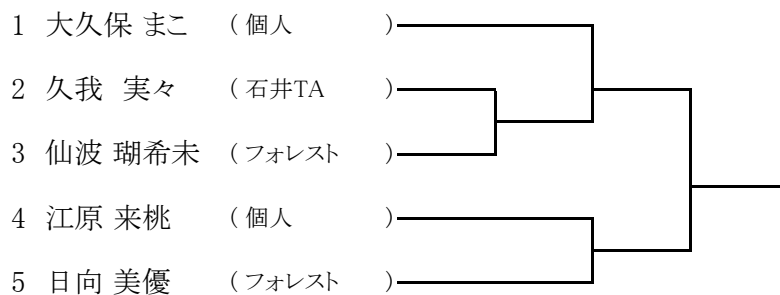 1 大久保 まこ （ 個人 ）
2 久我 実々 （ 石井TA ）
3 仙波 瑚希未 （ フォレスト ）
4 江原 来桃 （ 個人 ）
5 日向 美優 （ フォレスト ）